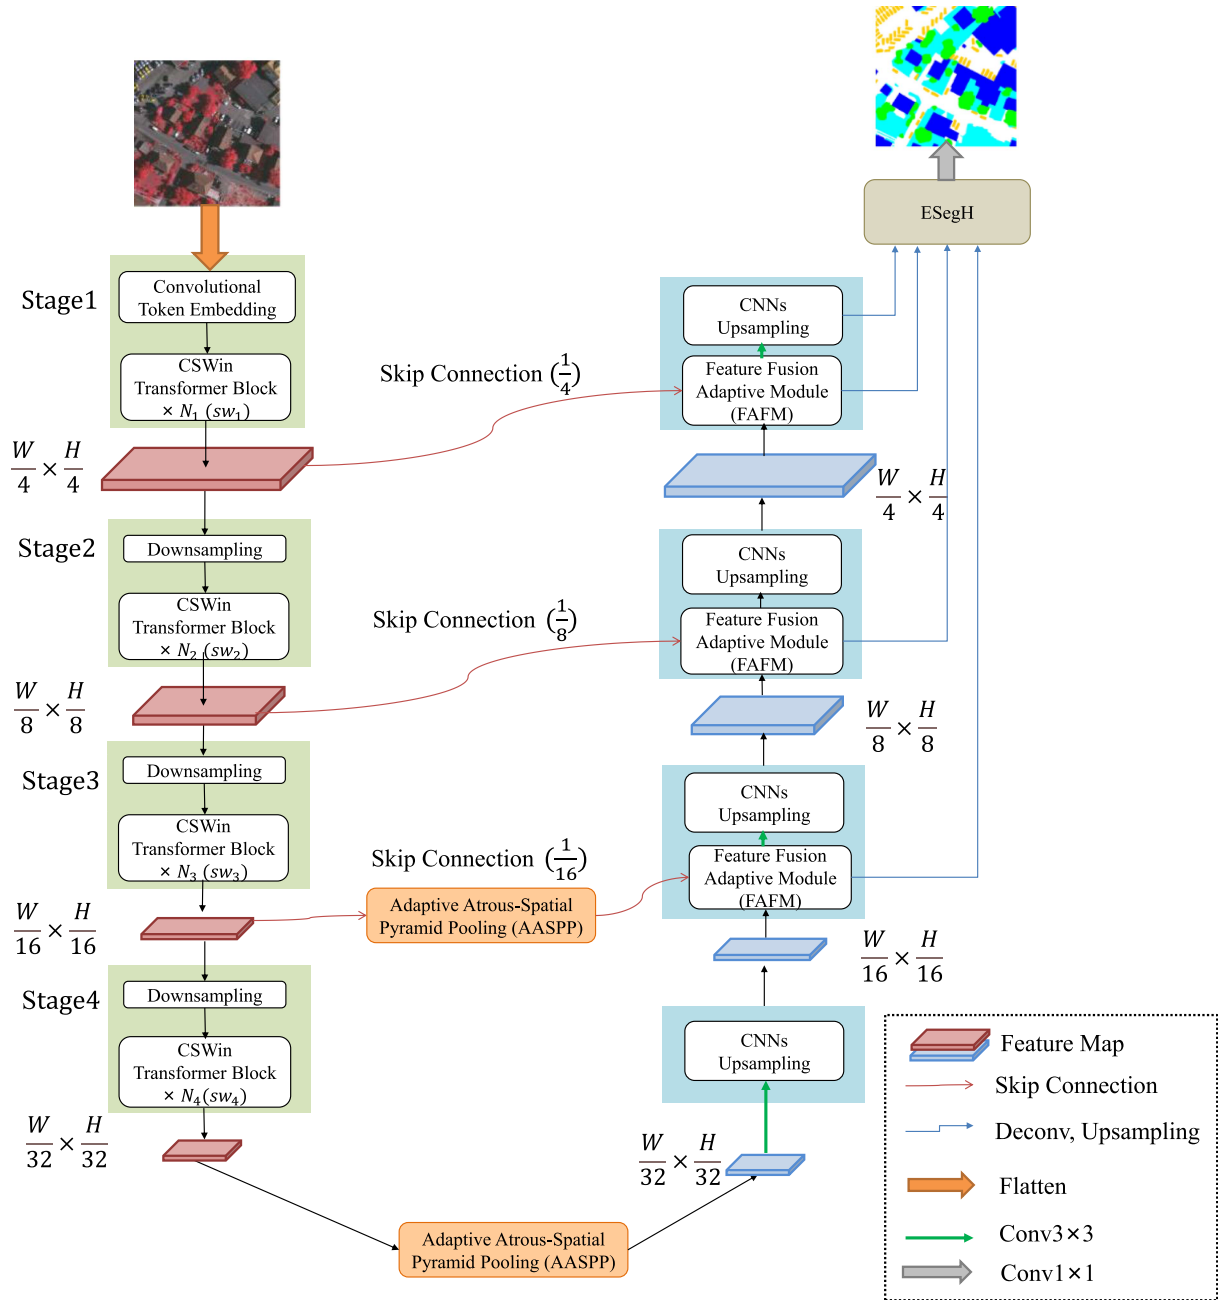 ESegH
Stage1
Convolutional
Token Embedding
CSWin
Transformer Block
× N₁ (sw₁)
W/4 × H/4
Skip Connection (1/4)
CNNs
Upsampling
Feature Fusion
Adaptive Module
(FAFM)
W/4 × H/4
Stage2
Downsampling
CSWin
Transformer Block
× N₂ (sw₂)
W/8 × H/8
Skip Connection (1/8)
CNNs
Upsampling
Feature Fusion
Adaptive Module
(FAFM)
W/8 × H/8
Stage3
Downsampling
CSWin
Transformer Block
× N₃ (sw₃)
W/16 × H/16
Skip Connection (1/16)
Adaptive Atrous-Spatial
Pyramid Pooling (AASPP)
CNNs
Upsampling
Feature Fusion
Adaptive Module
(FAFM)
W/16 × H/16
Stage4
Downsampling
CSWin
Transformer Block
× N₄(sw₄)
W/32 × H/32
Adaptive Atrous-Spatial
Pyramid Pooling (AASPP)
W/32 × H/32
CNNs
Upsampling
Feature Map
Skip Connection
Deconv, Upsampling
Flatten
Conv3×3
Conv1×1